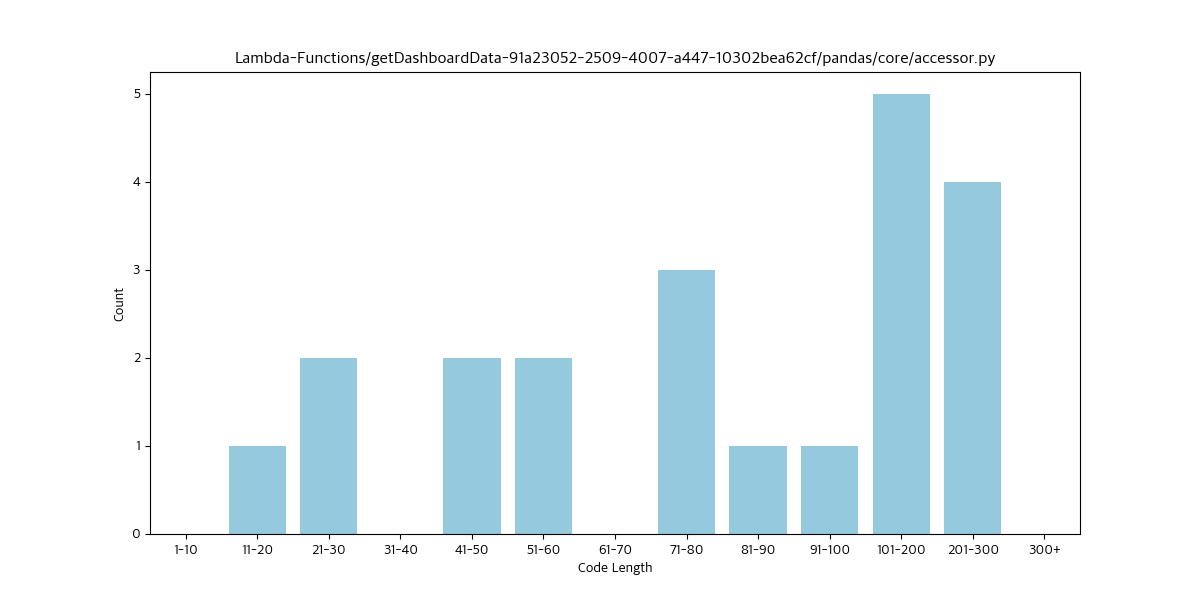 Lambda-Functions/getDashboardData-91a23052-2509-4007-a447-10302bea62cf/pandas/core/accessor.py
5
4
3
2
1
0
Count
1-10 11-20 21-30 31-40 41-50 51-60 61-70 71-80 81-90 91-100 101-200 201-300 300+
Code Length